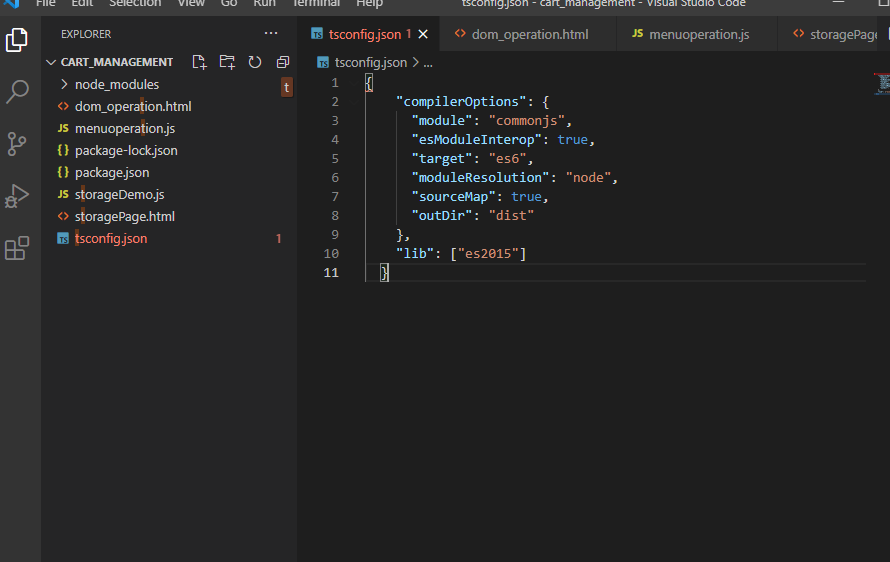 File Edit Selection View Go Run Terminal Help tsconfig.json - cart_management - Visual Studio Code
EXPLORER ...
TS tsconfig.json 1 × <> dom_operation.html JS menuoperation.js <> storagePage
CART_MANAGEMENT
TS tsconfig.json > ...
node_modules t
<> dom_operation.html
JS menuoperation.js
{} package-lock.json
{} package.json
JS storageDemo.js
<> storagePage.html
TS tsconfig.json 1
1 {
2 "compilerOptions": {
3 "module": "commonjs",
4 "esModuleInterop": true,
5 "target": "es6",
6 "moduleResolution": "node",
7 "sourceMap": true,
8 "outDir": "dist"
9 },
10 "lib": ["es2015"]
11 }